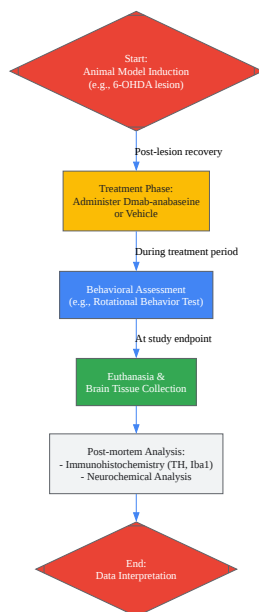 Start:
Animal Model Induction
(e.g., 6-OHDA lesion)
Post-lesion recovery
Treatment Phase:
Administer Dmab-anabaseine
or Vehicle
During treatment period
Behavioral Assessment
(e.g., Rotational Behavior Test)
At study endpoint
Euthanasia &
Brain Tissue Collection
Post-mortem Analysis:
- Immunohistochemistry (TH, Iba1)
- Neurochemical Analysis
End:
Data Interpretation